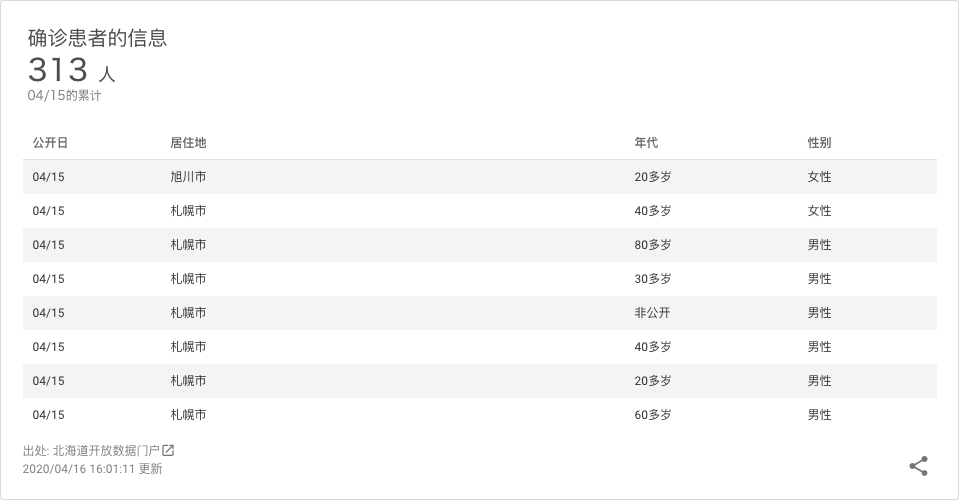 确诊患者的信息
313 人
04/15的累计
公开日 居住地 年代 性别
04/15 旭川市 20多岁 女性
04/15 札幌市 40多岁 女性
04/15 札幌市 80多岁 男性
04/15 札幌市 30多岁 男性
04/15 札幌市 非公开 男性
04/15 札幌市 40多岁 男性
04/15 札幌市 20多岁 男性
04/15 札幌市 60多岁 男性
出处: 北海道开放数据门户
2020/04/16 16:01:11 更新